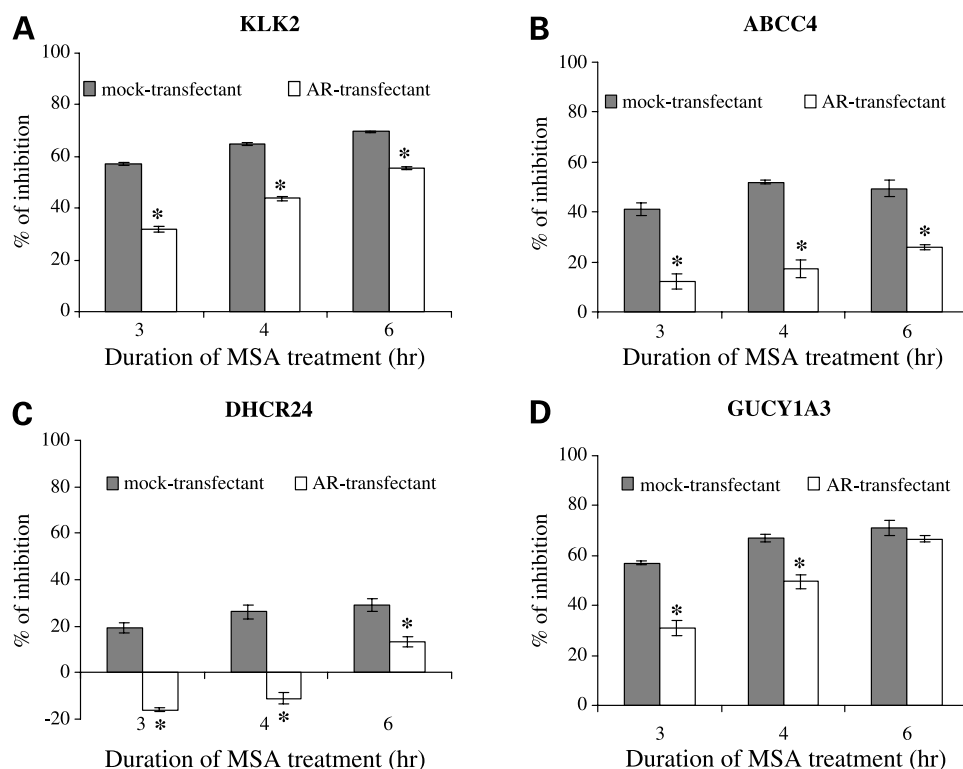 A
KLK2
100
80
60
40
20
0
% of inhibition
mock-transfectant AR-transfectant
* * *
3 4 6
Duration of MSA treatment (hr)
B
ABCC4
100
80
60
40
20
0
% of inhibition
mock-transfectant AR-transfectant
* * *
3 4 6
Duration of MSA treatment (hr)
C
DHCR24
100
80
60
40
20
0
-20
% of inhibition
mock-transfectant AR-transfectant
* * *
3 4 6
Duration of MSA treatment (hr)
D
GUCY1A3
100
80
60
40
20
0
% of inhibition
mock-transfectant AR-transfectant
* *
3 4 6
Duration of MSA treatment (hr)